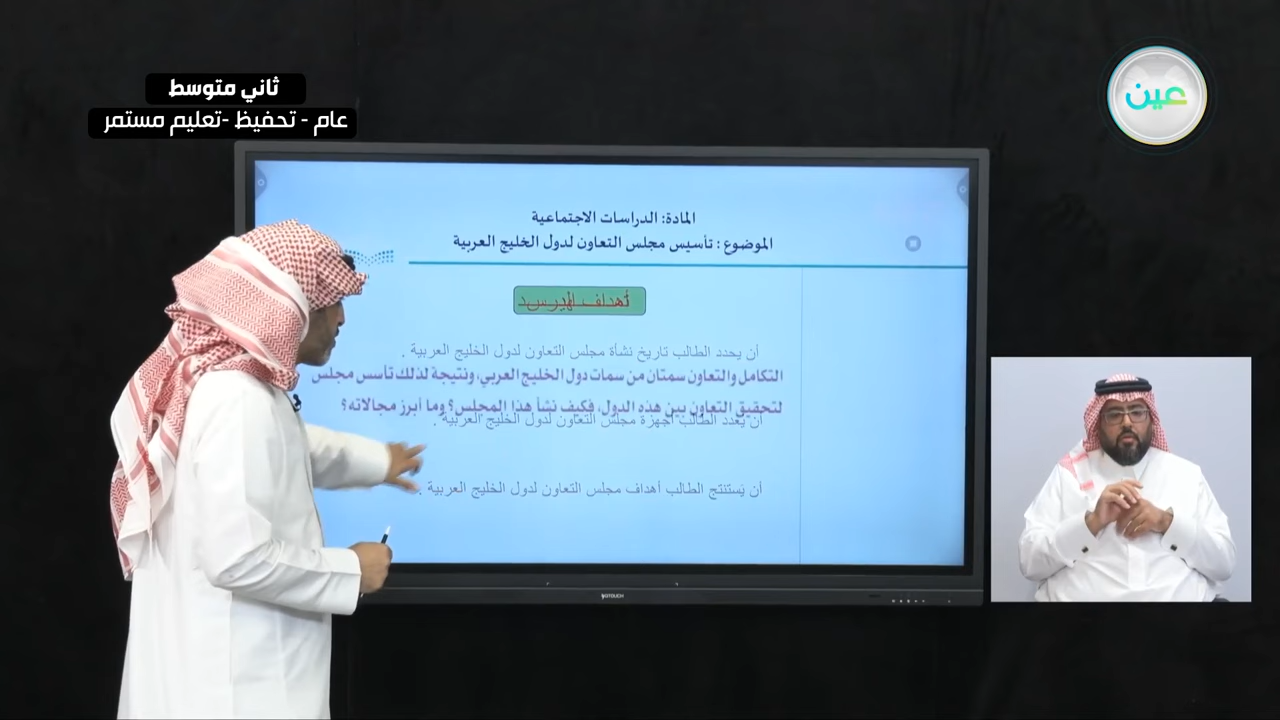 ثاني متوسط
عام - تحفيظ -تعليم مستمر
عين
المادة: الدراسات الاجتماعية
الموضوع : تأسيس مجلس التعاون لدول الخليج العربية
أهداف
أن يحدد الطالب تاريخ نشأة مجلس التعاون لدول الخليج العربية .
التكامل والتعاون سمتان من سمات دول الخليج العربي، ونتيجة لذلك تأسس مجلس
لتحقيق التعاون بين هذه الدول، فكيف نشأ هذا المجلس؟ وما أبرز مجالاته؟
أن يعدد الطالب أجهزة مجلس التعاون لدول الخليج العربية .
أن يستنتج الطالب أهداف مجلس التعاون لدول الخليج العربية .
YOTOUCH